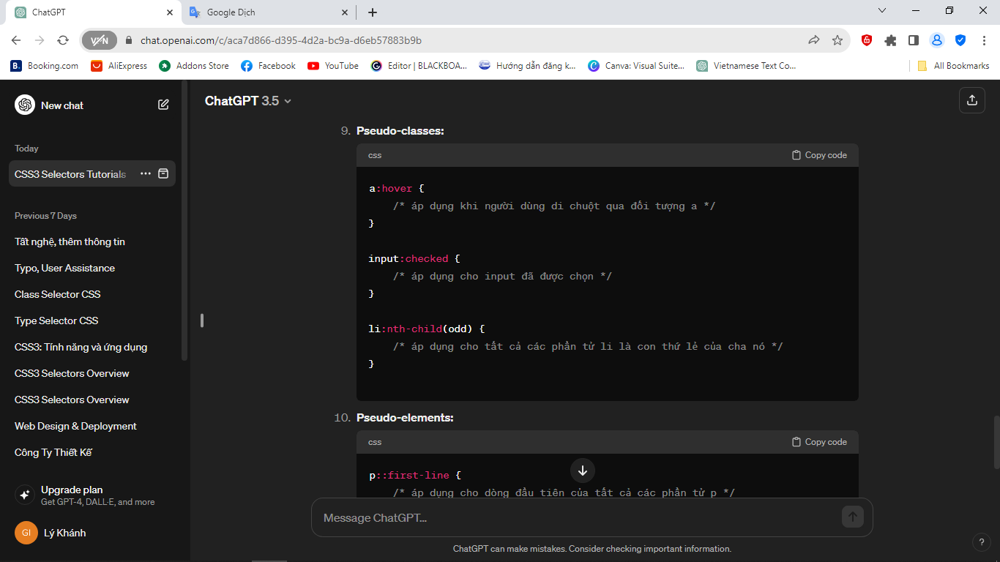 ChatGPT
Google Dịch
VPN
chat.openai.com/c/aca7d866-d395-4d2a-bc9a-d6eb57883b9b
B. Booking.com
AliExpress
Addons Store
Facebook
YouTube
Editor | BLACKBOA...
Hướng dẫn đăng k...
Canva: Visual Suite...
Vietnamese Text Co...
All Bookmarks
New chat
Today
CSS3 Selectors Tutorials
Previous 7 Days
Tất nghệ, thêm thông tin
Typo, User Assistance
Class Selector CSS
Type Selector CSS
CSS3: Tính năng và ứng dụng
CSS3 Selectors Overview
CSS3 Selectors Overview
Web Design & Deployment
Công Ty Thiết Kế
Upgrade plan
Get GPT-4, DALL·E, and more
GI Lý Khánh
ChatGPT 3.5
9. Pseudo-classes:
css Copy code
a:hover {
/* áp dụng khi người dùng di chuột qua đối tượng a */
}
input:checked {
/* áp dụng cho input đã được chọn */
}
li:nth-child(odd) {
/* áp dụng cho tất cả các phần tử li là con thứ lẻ của cha nó */
}
10. Pseudo-elements:
css Copy code
p::first-line {
/* áp dụng cho dòng đầu tiên của tất cả các phần tử p */
Message ChatGPT...
ChatGPT can make mistakes. Consider checking important information.
?